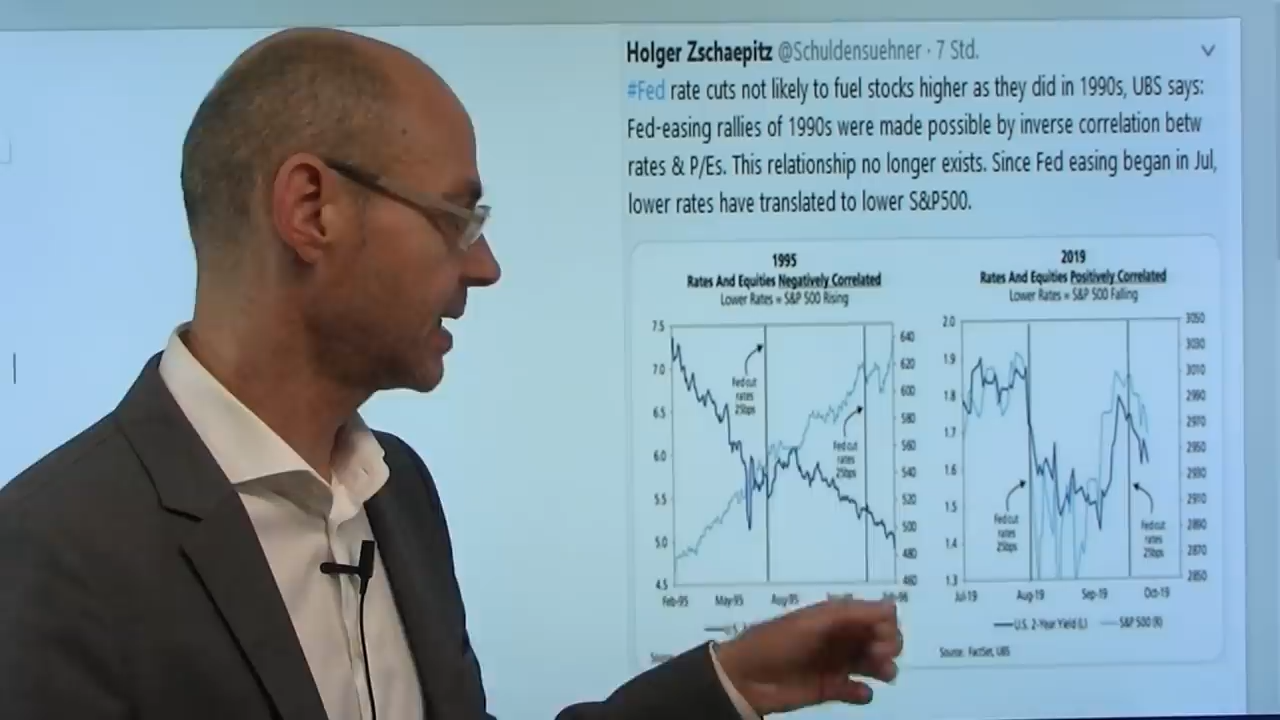 Holger Zschaepitz @Schuldensuehner · 7 Std.
#Fed rate cuts not likely to fuel stocks higher as they did in 1990s, UBS says:
Fed-easing rallies of 1990s were made possible by inverse correlation betw
rates & P/Es. This relationship no longer exists. Since Fed easing began in Jul,
lower rates have translated to lower S&P500.
1995
Rates And Equities Negatively Correlated
Lower Rates = S&P 500 Rising
7.5
7.0
6.5
6.0
5.5
5.0
4.5
640
620
600
580
560
540
520
500
480
460
Fed cut
rates
25bps
Fed cut
rates
25bps
Feb-95
May-95
Aug-95
2019
Rates And Equities Positively Correlated
Lower Rates = S&P 500 Falling
2.0
1.9
1.8
1.7
1.6
1.5
1.4
1.3
3050
3030
3010
2990
2970
2950
2930
2910
2890
2870
2850
Fed cut
rates
25bps
Fed cut
rates
25bps
Jul-19
Aug-19
Sep-19
Oct-19
U.S. 2-Year Yield (L)
S&P 500 (R)
Source: FactSet, UBS